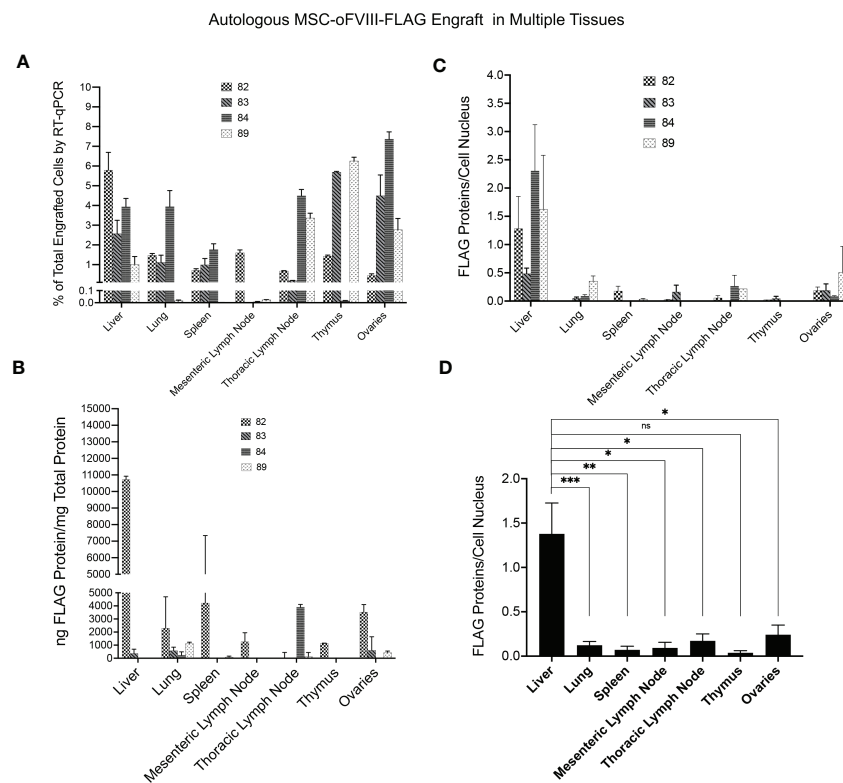 Autologous MSC-oFVIII-FLAG Engraft in Multiple Tissues
A
% of Total Engrafted Cells by RT-qPCR
10
9
8
7
6
5
4
3
2
1
0.1
0.0
82
83
84
89
Liver
Lung
Spleen
Mesenteric Lymph Node
Thoracic Lymph Node
Thymus
Ovaries
C
FLAG Proteins/Cell Nucleus
4.0
3.5
3.0
2.5
2.0
1.5
1.0
0.5
0.0
82
83
84
89
Liver
Lung
Spleen
Mesenteric Lymph Node
Thoracic Lymph Node
Thymus
Ovaries
B
ng FLAG Protein/mg Total Protein
15000
14000
13000
12000
11000
10000
9000
8000
7000
6000
5000
5000
4000
3000
2000
1000
0
82
83
84
89
Liver
Lung
Spleen
Mesenteric Lymph Node
Thoracic Lymph Node
Thymus
Ovaries
D
FLAG Proteins/Cell Nucleus
*
ns
*
*
**
***
2.0
1.5
1.0
0.5
0.0
Liver
Lung
Spleen
Mesenteric Lymph Node
Thoracic Lymph Node
Thymus
Ovaries